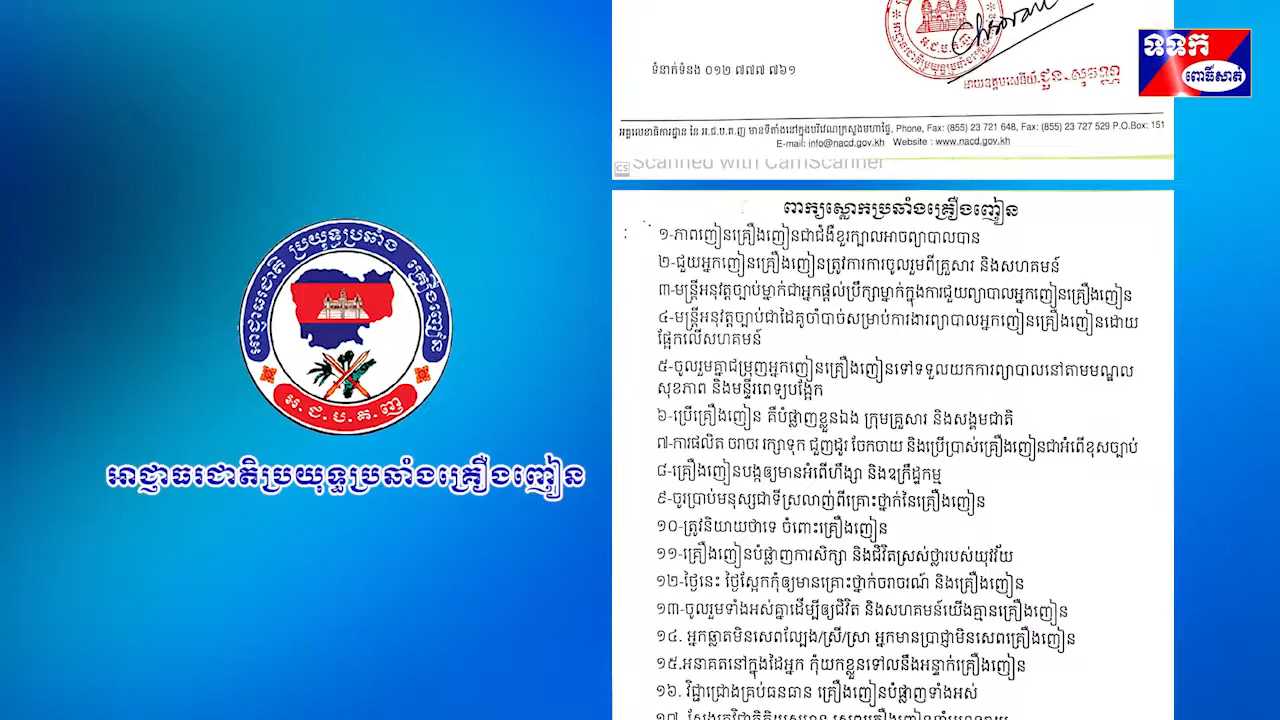 អាជ្ញាធរជាតិ ប្រយុទ្ធប្រឆាំង គ្រឿងញៀន
អ.ជ.ប.គ.ញ
អាជ្ញាធរជាតិប្រយុទ្ធប្រឆាំងគ្រឿងញៀន
ទទក
ពោធិ៍សាត់
ទំនាក់ទំនង ០១២ ៧៧៧ ៧៦១
អគ្គលេខាធិការដ្ឋាន នៃ អ.ជ.ប.គ.ញ មានទីតាំងនៅក្នុងបរិវេណក្រសួងមហាផ្ទៃ, Phone, Fax: (855) 23 721 648, Fax: (855) 23 727 529 P.O.Box: 151
E-mail: info@nacd.gov.kh Website : www.nacd.gov.kh
CS Scanned with CamScanner
ពាក្យស្លោកប្រឆាំងគ្រឿងញៀន
១-ភាពញៀនគ្រឿងញៀនជាជំងឺខួរក្បាលអាចព្យាបាលបាន
២-ជួយអ្នកញៀនគ្រឿងញៀនត្រូវការការចូលរួមពីគ្រួសារ និងសហគមន៍
៣-មន្ត្រីអនុវត្តច្បាប់ម្នាក់ជាអ្នកផ្តល់ប្រឹក្សាម្នាក់ក្នុងការជួយព្យាបាលអ្នកញៀនគ្រឿងញៀន
៤-មន្ត្រីអនុវត្តច្បាប់ជាដៃគូចាំបាច់សម្រាប់ការងារព្យាបាលអ្នកញៀនគ្រឿងញៀនដោយ
ផ្អែកលើសហគមន៍
៥-ចូលរួមគ្នាជម្រុញអ្នកញៀនគ្រឿងញៀនទៅទទួលយកការព្យាបាលនៅតាមមណ្ឌល
សុខភាព និងមន្ទីរពេទ្យបង្អែក
៦-ប្រើគ្រឿងញៀន គឺបំផ្លាញខ្លួនឯង ក្រុមគ្រួសារ និងសង្គមជាតិ
៧-ការផលិត ចរាចរ រក្សាទុក ជួញដូរ ចែកចាយ និងប្រើប្រាស់គ្រឿងញៀនជាអំពើខុសច្បាប់
៨-គ្រឿងញៀនបង្កឲ្យមានអំពើហឹង្សា និងឧក្រឹដ្ឋកម្ម
៩-ចូរប្រាប់មនុស្សជាទីស្រលាញ់ពីគ្រោះថ្នាក់នៃគ្រឿងញៀន
១០-ត្រូវនិយាយថាទេ ចំពោះគ្រឿងញៀន
១១-គ្រឿងញៀនបំផ្លាញការសិក្សា និងជីវិតស្រស់ថ្លារបស់យុវវ័យ
១២-ថ្ងៃនេះ ថ្ងៃស្អែកកុំឲ្យមានគ្រោះថ្នាក់ចរាចរណ៍ និងគ្រឿងញៀន
១៣-ចូលរួមទាំងអស់គ្នាដើម្បីឲ្យជីវិត និងសហគមន៍យើងគ្មានគ្រឿងញៀន
១៤. អ្នកឆ្លាតមិនសេពល្បែង/ស្រី/ស្រា អ្នកមានប្រាជ្ញាមិនសេពគ្រឿងញៀន
១៥.អនាគតនៅក្នុងដៃអ្នក កុំយកខ្លួនទៅលនឹងអន្ទាក់គ្រឿងញៀន
១៦. វិជ្ជាជ្រោងគ្រប់ធនធាន គ្រឿងញៀនបំផ្លាញទាំងអស់